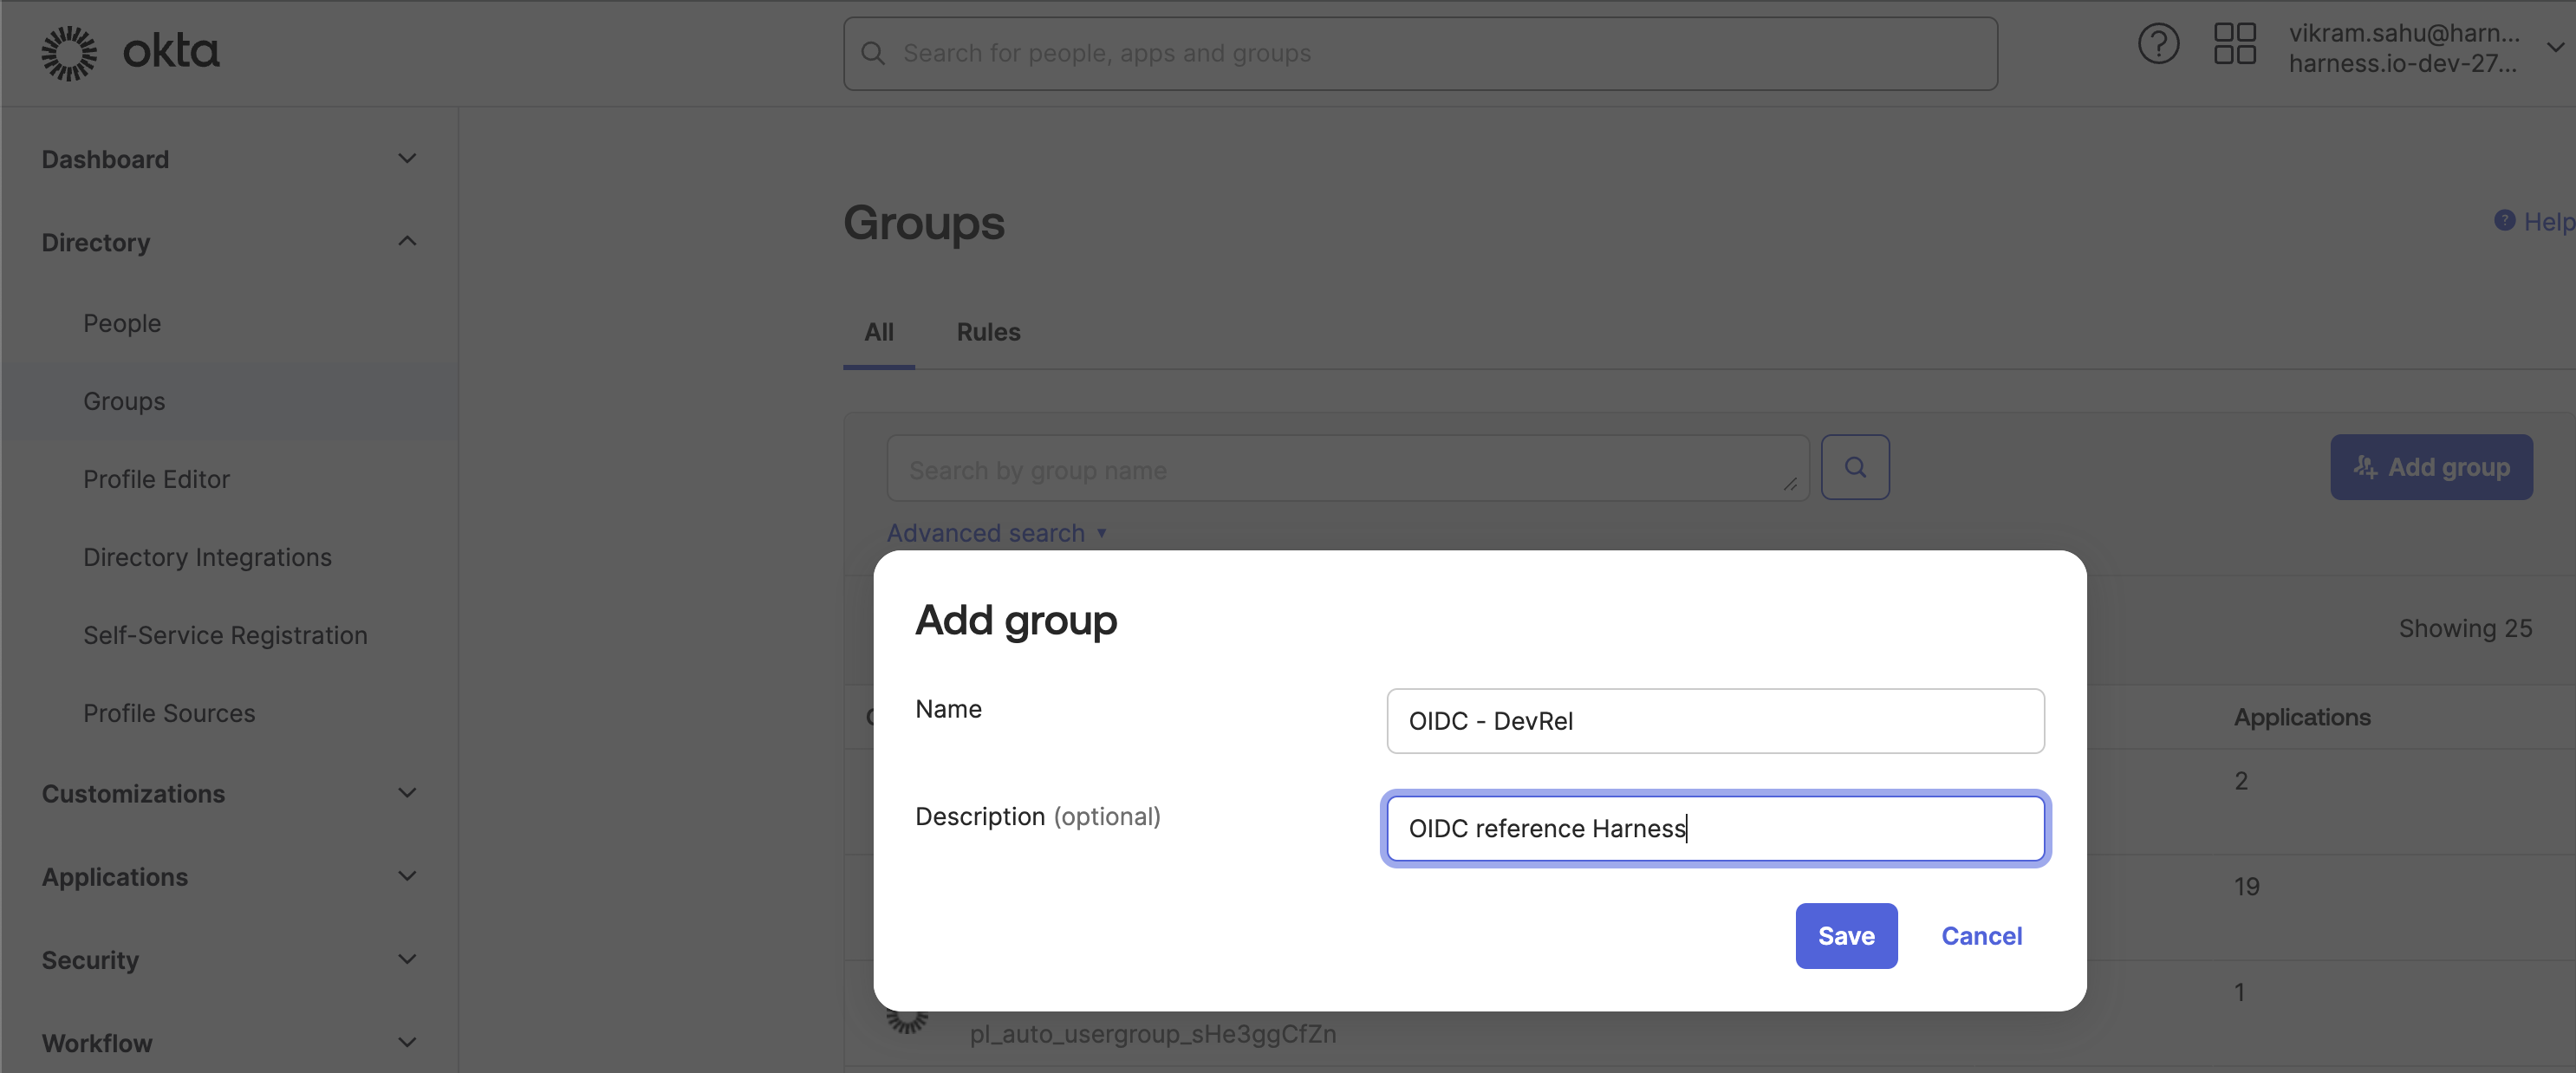 okta
Search for people, apps and groups
vikram.sahu@harn...
harness.io-dev-27...
Dashboard
Directory
People
Groups
Profile Editor
Directory Integrations
Self-Service Registration
Profile Sources
Customizations
Applications
Security
Workflow
Groups
Help
All
Rules
Search by group name
Add group
Advanced search
Showing 25
Applications
2
19
1
pl_auto_usergroup_sHe3ggCfZn
Add group
Name
OIDC - DevRel
Description (optional)
OIDC reference Harness
Save
Cancel